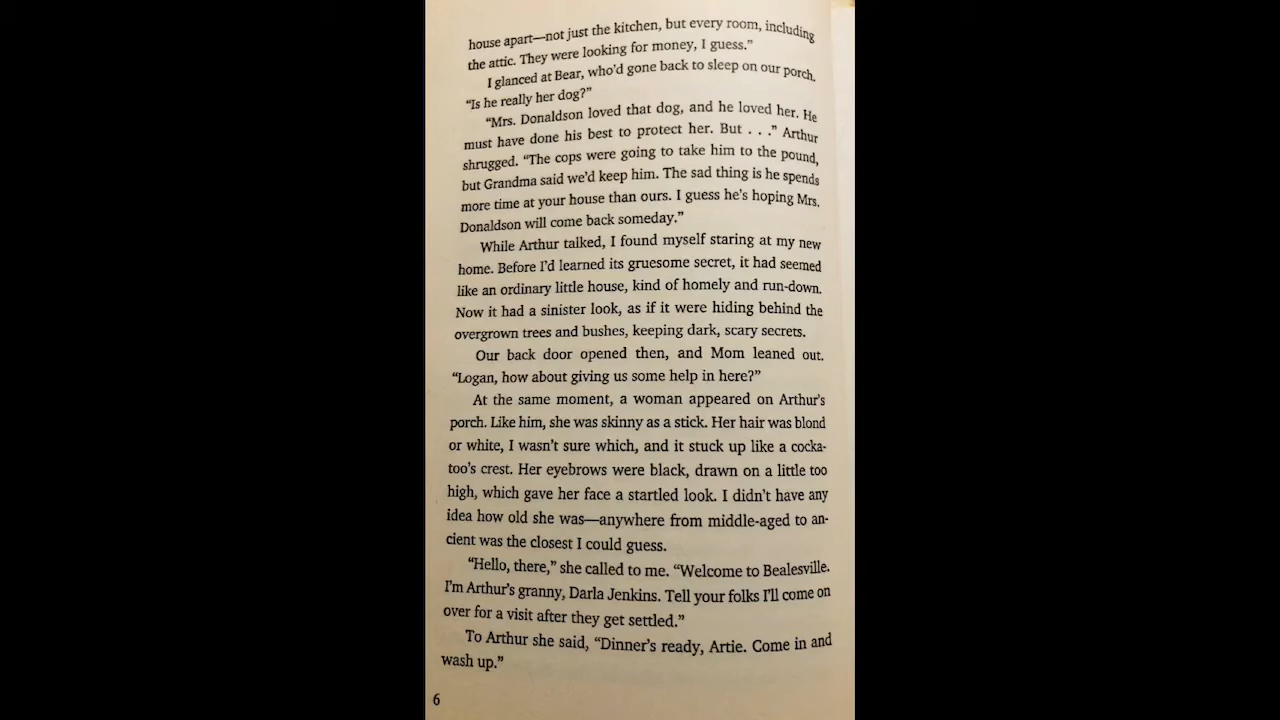 house apart—not just the kitchen, but every room, including
the attic. They were looking for money, I guess.”
I glanced at Bear, who’d gone back to sleep on our porch.
“Is he really her dog?”
“Mrs. Donaldson loved that dog, and he loved her. He
must have done his best to protect her. But . . .” Arthur
shrugged. “The cops were going to take him to the pound,
but Grandma said we’d keep him. The sad thing is he spends
more time at your house than ours. I guess he’s hoping Mrs.
Donaldson will come back someday.”
While Arthur talked, I found myself staring at my new
home. Before I’d learned its gruesome secret, it had seemed
like an ordinary little house, kind of homely and run-down.
Now it had a sinister look, as if it were hiding behind the
overgrown trees and bushes, keeping dark, scary secrets.
Our back door opened then, and Mom leaned out.
“Logan, how about giving us some help in here?”
At the same moment, a woman appeared on Arthur’s
porch. Like him, she was skinny as a stick. Her hair was blond
or white, I wasn’t sure which, and it stuck up like a cocka-
too’s crest. Her eyebrows were black, drawn on a little too
high, which gave her face a startled look. I didn’t have any
idea how old she was—anywhere from middle-aged to an-
cient was the closest I could guess.
“Hello, there,” she called to me. “Welcome to Bealesville.
I’m Arthur’s granny, Darla Jenkins. Tell your folks I’ll come on
over for a visit after they get settled.”
To Arthur she said, “Dinner’s ready, Artie. Come in and
wash up.”
6